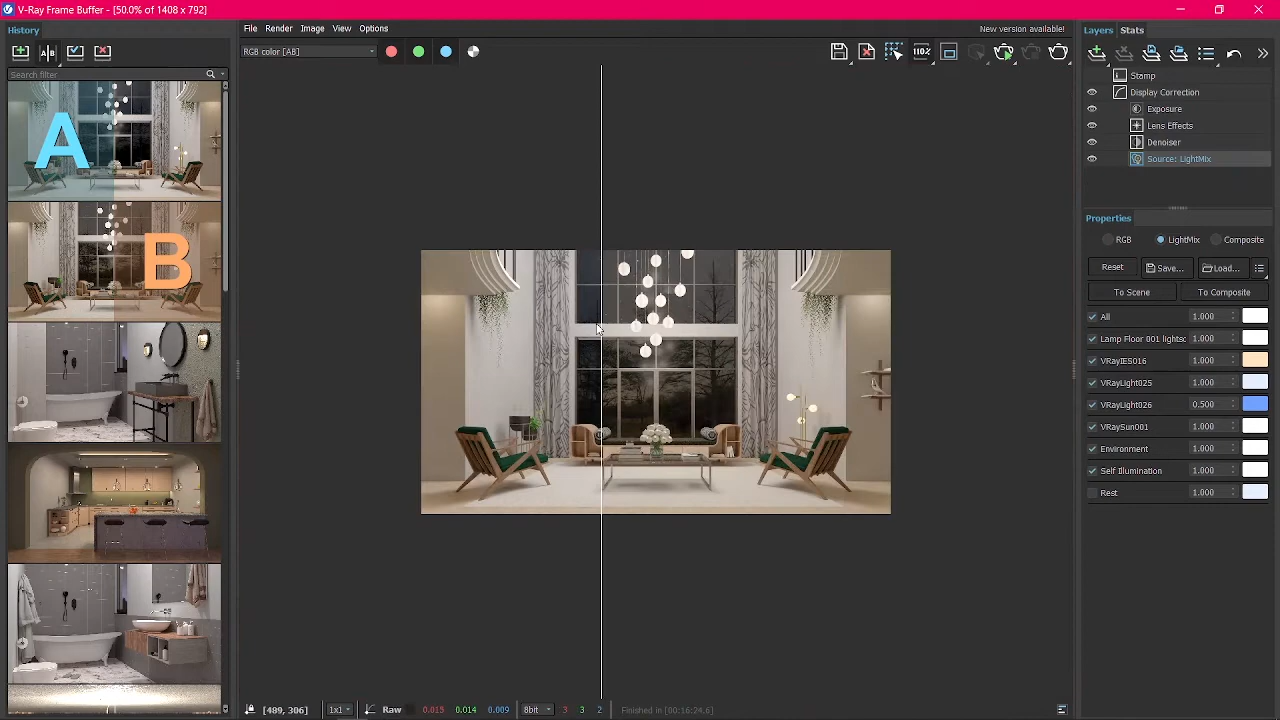 V-Ray Frame Buffer - [50.0% of 1408 x 792]
History
File Render Image View Options
New version available!
Layers Stats
RGB color [AB]
110%
Search filter
A
B
Stamp
Display Correction
Exposure
Lens Effects
Denoiser
Source: LightMix
Properties
RGB LightMix Composite
Reset Save... Load...
To Scene To Composite
All 1.000
Lamp Floor 001 lightsc 1.000
VRayIES016 1.000
VRayLight025 1.000
VRayLight026 0.500
VRaySun001 1.000
Environment 1.000
Self Illumination 1.000
Rest 1.000
[489, 306] 1x1 Raw 0.015 0.014 0.009 8bit 3 3 2 Finished in [00:16:24.6]